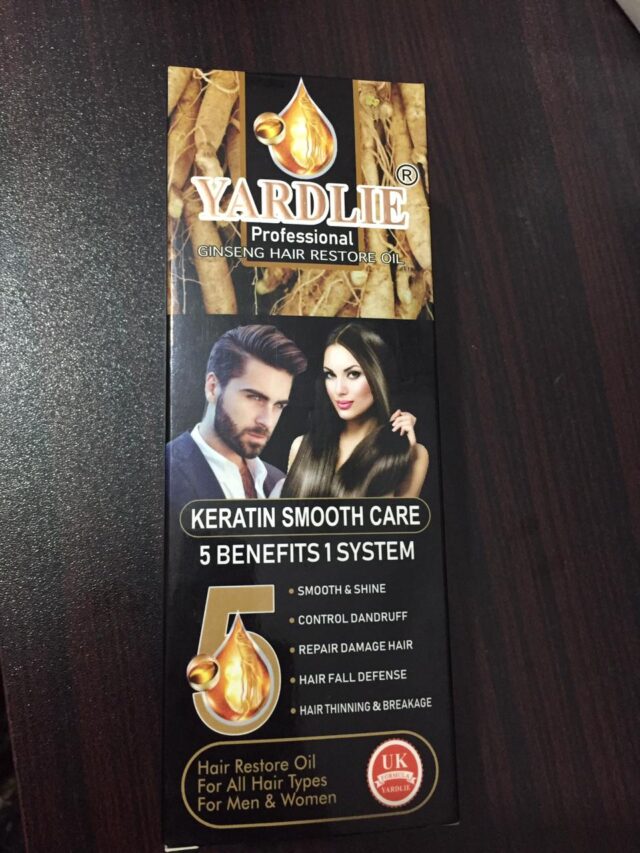 YARDLIE®
Professional
GINSENG HAIR RESTORE OIL
KERATIN SMOOTH CARE
5 BENEFITS 1 SYSTEM
5
• SMOOTH & SHINE
• CONTROL DANDRUFF
• REPAIR DAMAGE HAIR
• HAIR FALL DEFENSE
• HAIR THINNING & BREAKAGE
Hair Restore Oil
For All Hair Types
For Men & Women
UK
FORMULA
YARDLIE